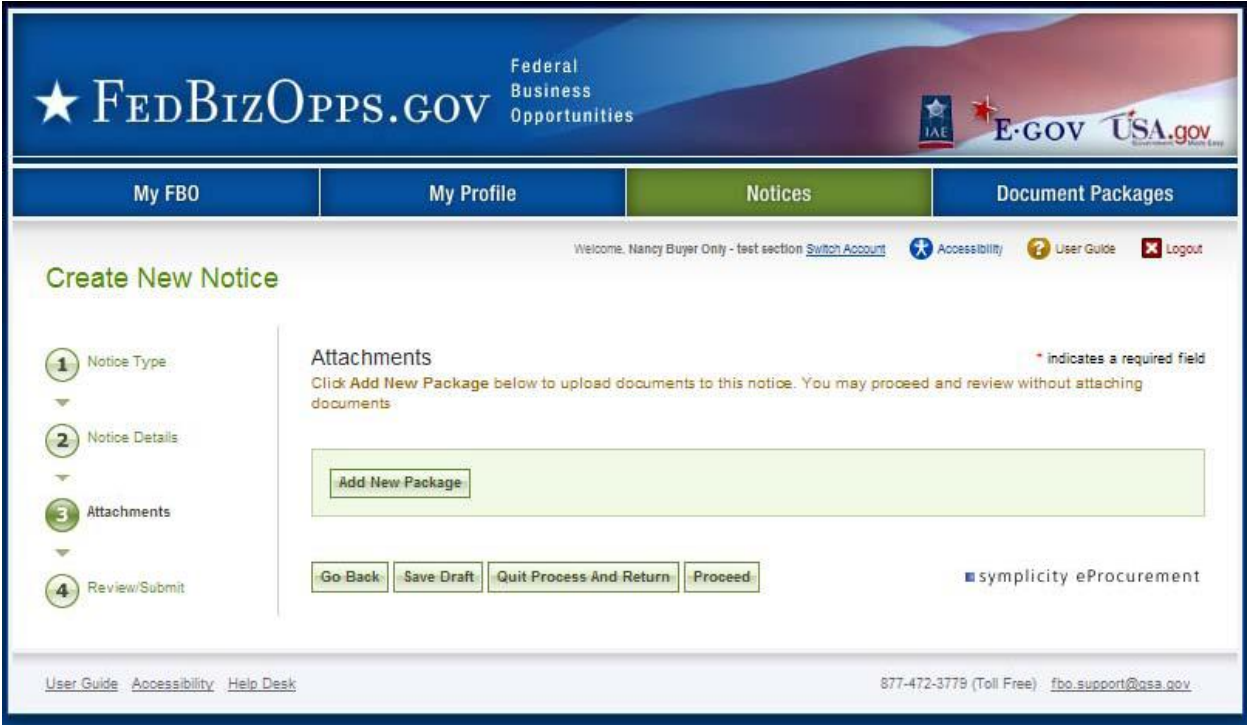 ★ FEDBIZOPPS.GOV
Federal
Business
Opportunities
IAE
E-GOV
USA.gov
My FBO
My Profile
Notices
Document Packages
Welcome, Nancy Buyer Only - test section Switch Account
Accessibility
User Guide
Logout
Create New Notice
1 Notice Type
2 Notice Details
3 Attachments
4 Review/Submit
Attachments
* indicates a required field
Click Add New Package below to upload documents to this notice. You may proceed and review without attaching
documents
Add New Package
Go Back
Save Draft
Quit Process And Return
Proceed
symplicity eProcurement
User Guide Accessibility Help Desk
877-472-3779 (Toll Free) fbo.support@gsa.gov